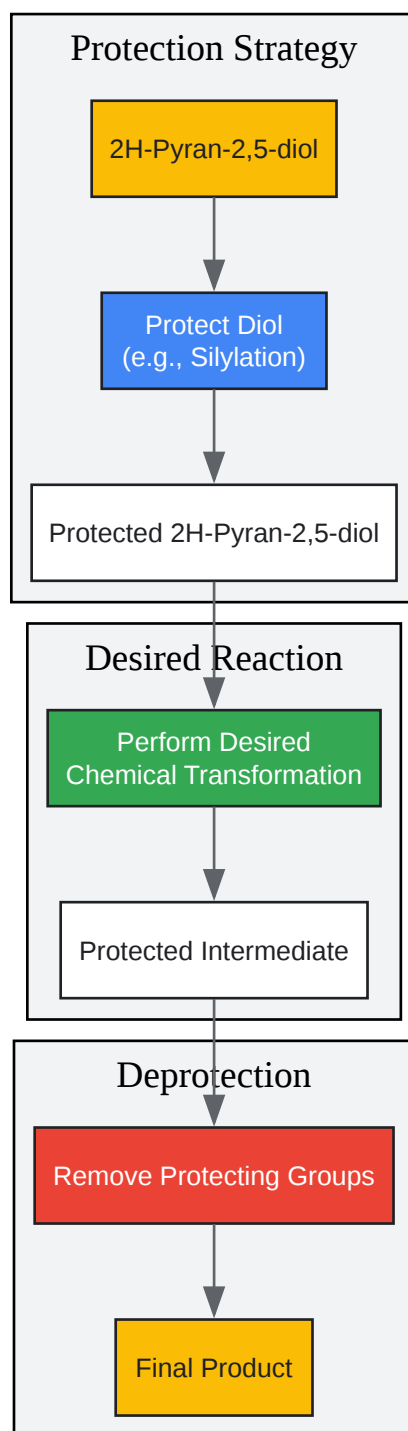 Protection Strategy
2H-Pyran-2,5-diol
Protect Diol
(e.g., Silylation)
Protected 2H-Pyran-2,5-diol
Desired Reaction
Perform Desired
Chemical Transformation
Protected Intermediate
Deprotection
Remove Protecting Groups
Final Product